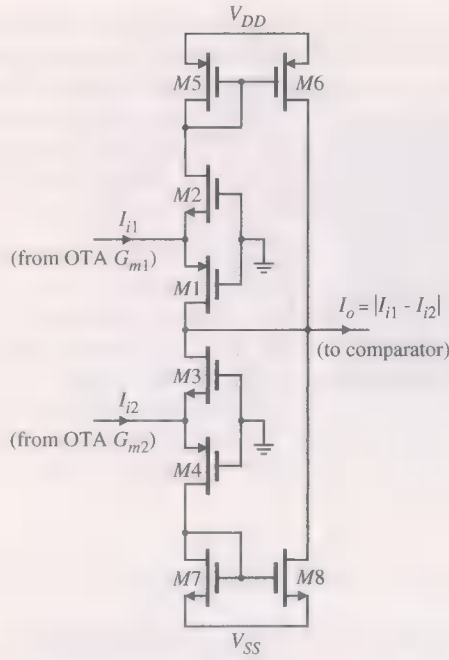 V_DD
M5
M6
M2
I_i1
(from OTA G_m1)
M1
I_o = |I_i1 - I_i2|
(to comparator)
M3
I_i2
(from OTA G_m2)
M4
M7
M8
V_SS